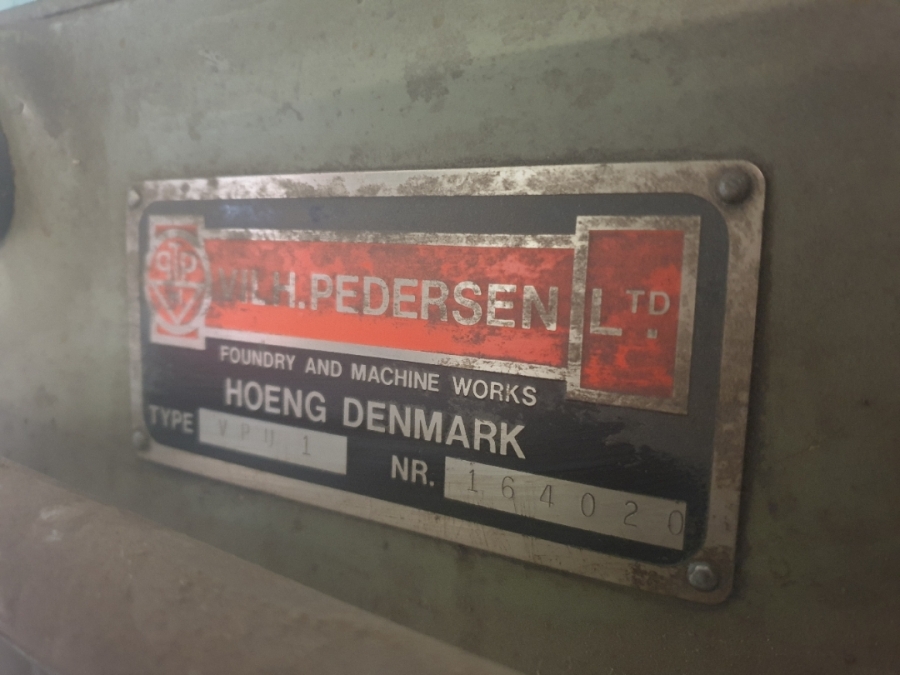 WILH. PEDERSEN LTD.
FOUNDRY AND MACHINE WORKS
HOENG DENMARK
TYPE VPU 1
NR. 164020